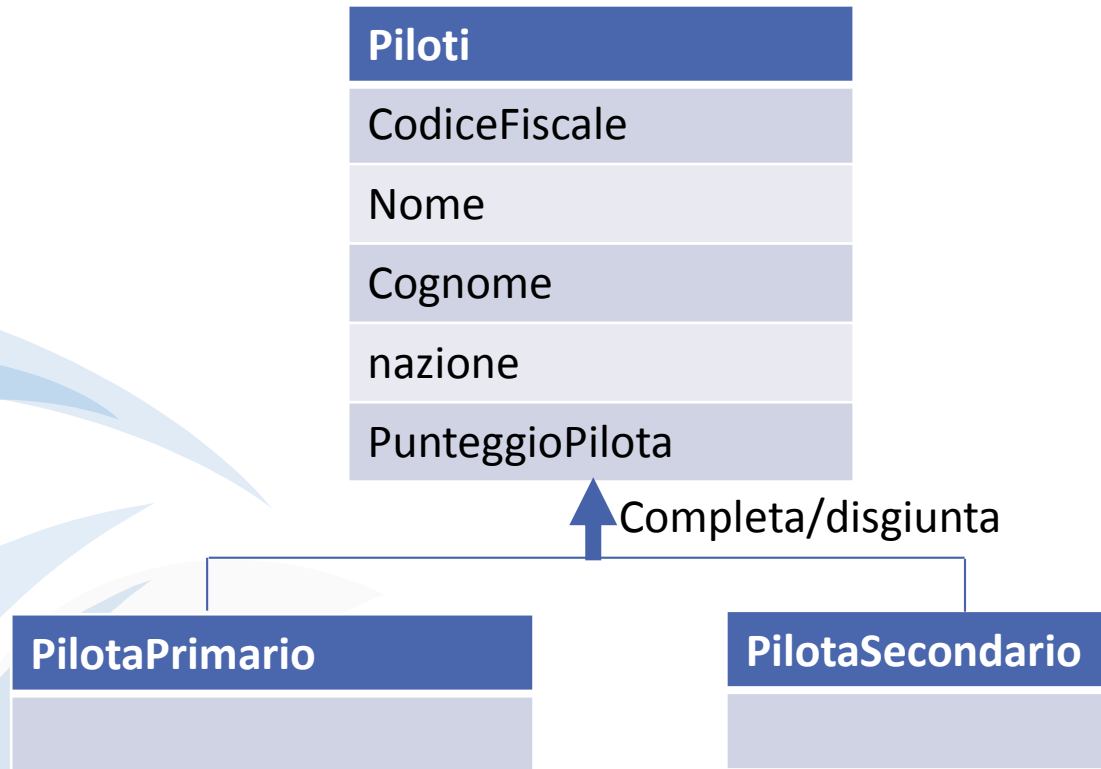 Piloti
CodiceFiscale
Nome
Cognome
nazione
PunteggioPilota
Completa/disgiunta
PilotaPrimario
PilotaSecondario